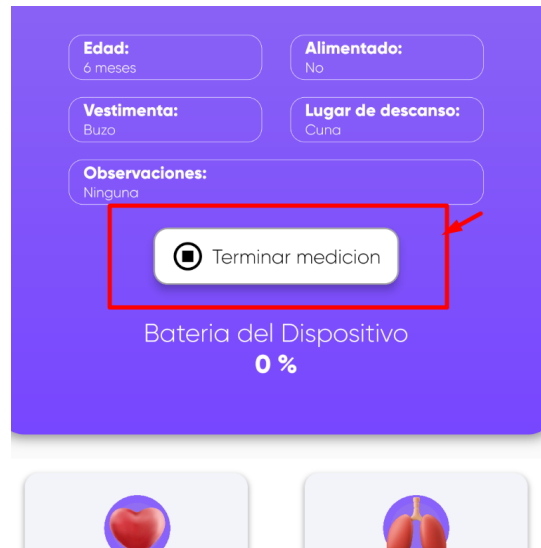 Edad:
6 meses
Alimentado:
No
Vestimenta:
Buzo
Lugar de descanso:
Cuna
Observaciones:
Ninguna
Terminar medicion
Bateria del Dispositivo
0 %